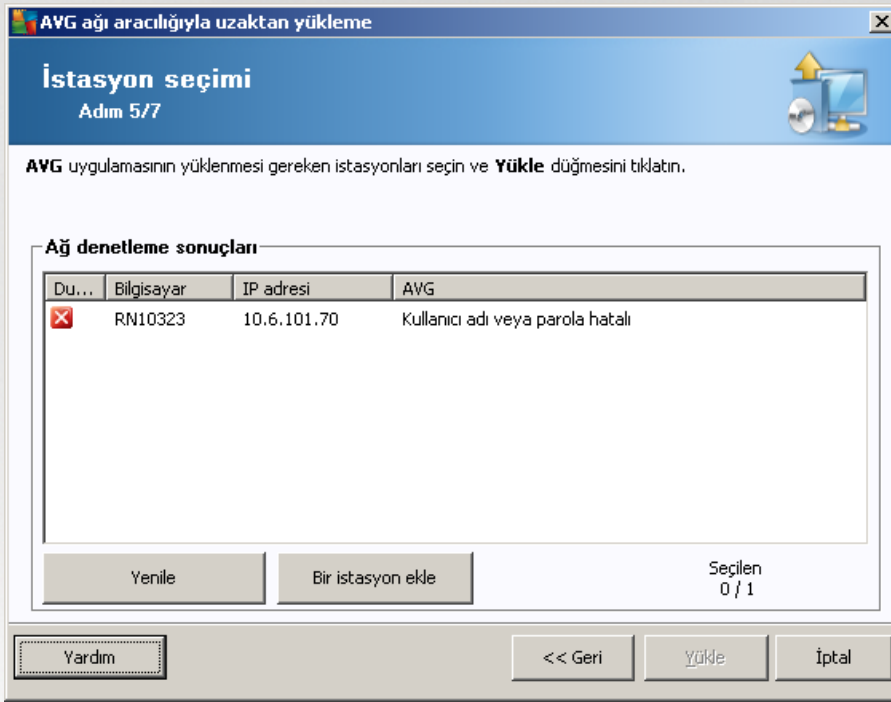 AVG ağı aracılığıyla uzaktan yükleme
İstasyon seçimi
Adım 5/7
AVG uygulamasının yüklenmesi gereken istasyonları seçin ve Yükle düğmesini tıklatın.
Ağ denetleme sonuçları
Du... Bilgisayar IP adresi AVG
RN10323 10.6.101.70 Kullanıcı adı veya parola hatalı
Yenile Bir istasyon ekle Seçilen
0 / 1
Yardım << Geri Yükle İptal